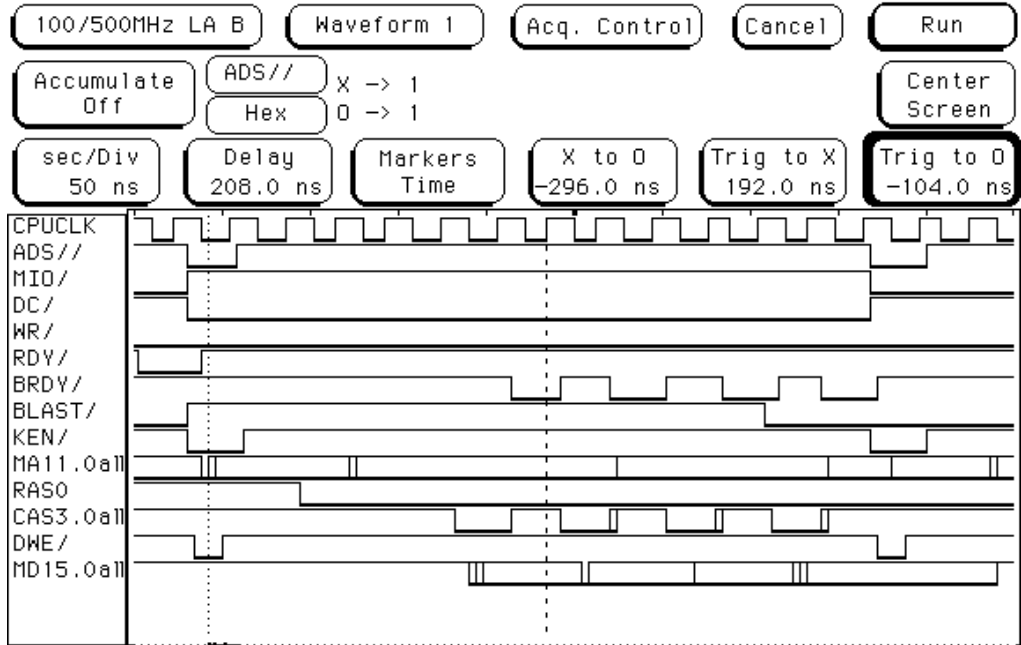 100/500MHz LA B Waveform 1 Acq. Control Cancel Run
Accumulate
Off
ADS//
Hex
X -> 1
O -> 1
Center
Screen
sec/Div
50 ns
Delay
208.0 ns
Markers
Time
X to O
-296.0 ns
Trig to X
192.0 ns
Trig to O
-104.0 ns
CPUCLK
ADS//
MIO/
DC/
WR/
RDY/
BRDY/
BLAST/
KEN/
MA11.0all
RAS0
CAS3.0all
DWE/
MD15.0all